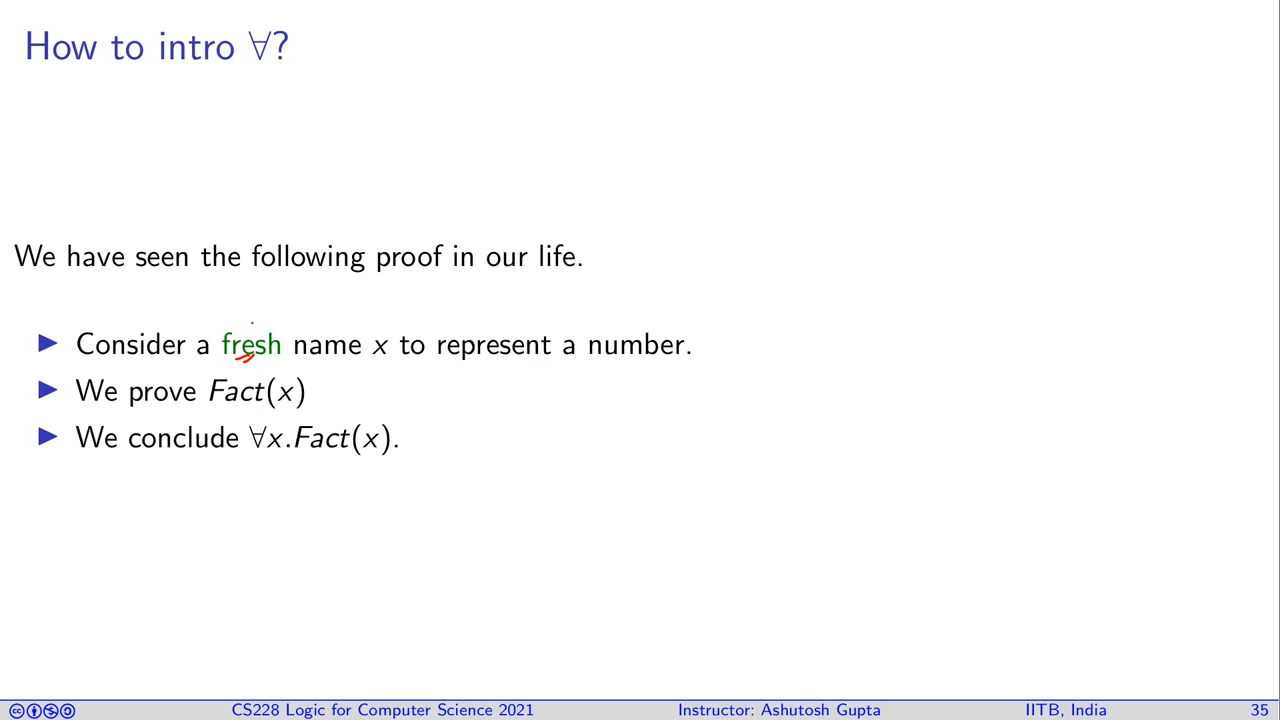 How to intro ∀?
We have seen the following proof in our life.
▶ Consider a fresh name x to represent a number.
▶ We prove Fact(x)
▶ We conclude ∀x.Fact(x).
CS228 Logic for Computer Science 2021 Instructor: Ashutosh Gupta IITB, India 35